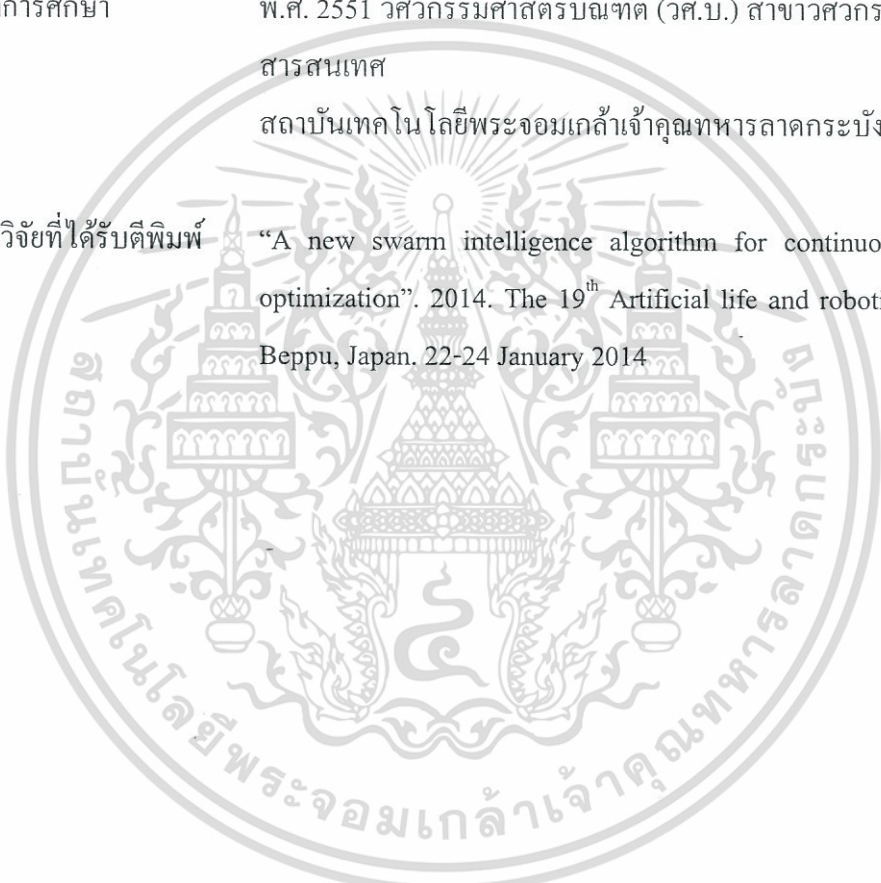 การศึกษา พ.ศ. 2551 วิศวกรรมศาสตรบัณฑิต (วศ.บ.) สาขาวิศวกร
สารสนเทศ
สถาบันเทคโนโลยีพระจอมเกล้าเจ้าคุณทหารลาดกระบัง
วิจัยที่ได้รับตีพิมพ์ “A new swarm intelligence algorithm for continuo
optimization”. 2014. The 19th Artificial life and roboti
Beppu, Japan. 22-24 January 2014
สถาบันเทคโนโลยีพระจอมเกล้าเจ้าคุณทหารลาดกระบัง